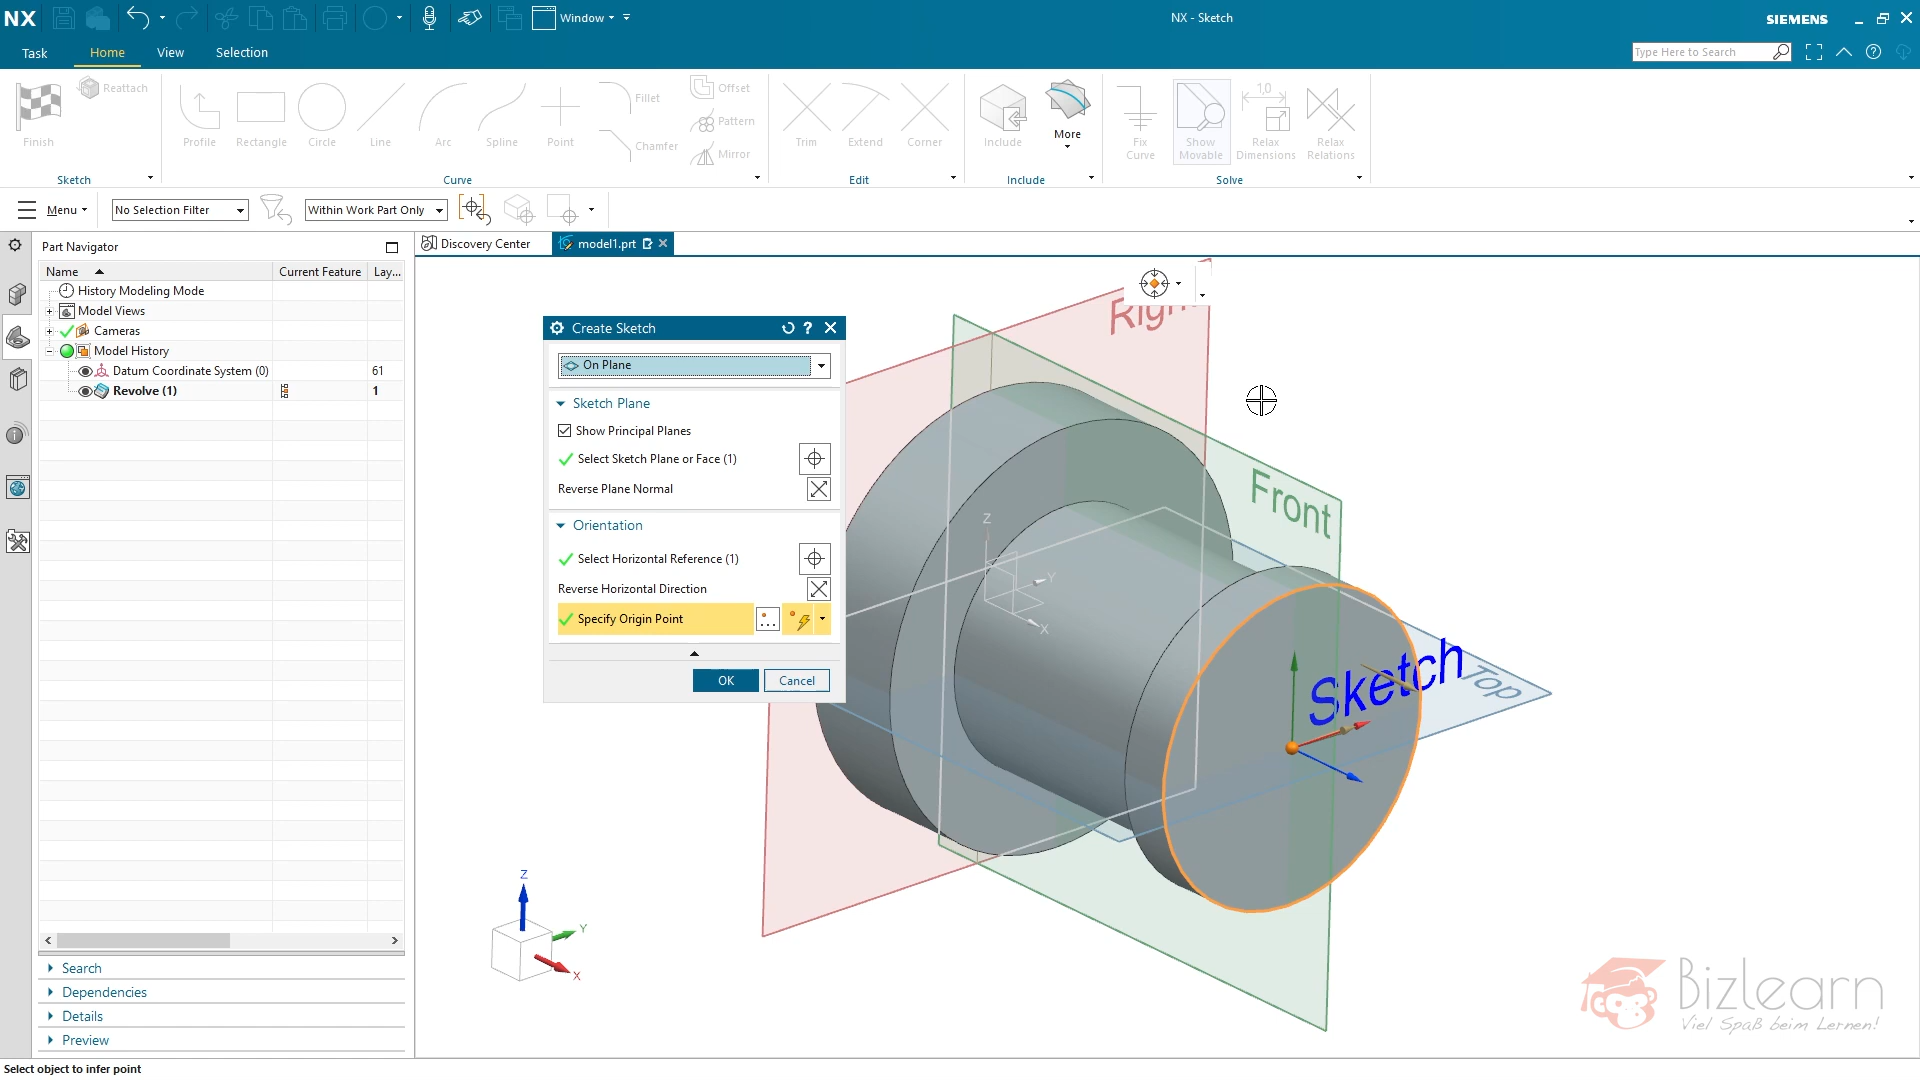 NX
Window
NX - Sketch
SIEMENS
Task
Home
View
Selection
Type Here to Search
Finish
Reattach
Profile
Rectangle
Circle
Line
Arc
Spline
Point
Fillet
Chamfer
Offset
Pattern
Mirror
Trim
Extend
Corner
Include
More
Fix Curve
Show Movable
1,0
Relax Dimensions
Relax Relations
Sketch
Curve
Edit
Include
Solve
Menu
No Selection Filter
Within Work Part Only
Part Navigator
Discovery Center
model1.prt
Name
Current Feature
Lay...
History Modeling Mode
Model Views
Cameras
Model History
Datum Coordinate System (0)
61
Revolve (1)
1
Create Sketch
On Plane
Sketch Plane
Show Principal Planes
Select Sketch Plane or Face (1)
Reverse Plane Normal
Orientation
Select Horizontal Reference (1)
Reverse Horizontal Direction
Specify Origin Point
OK
Cancel
Front
Sketch
Top
Z
Y
X
Z
Y
X
Search
Dependencies
Details
Preview
Bizlearn
Viel Spaß beim Lernen!
Select object to infer point